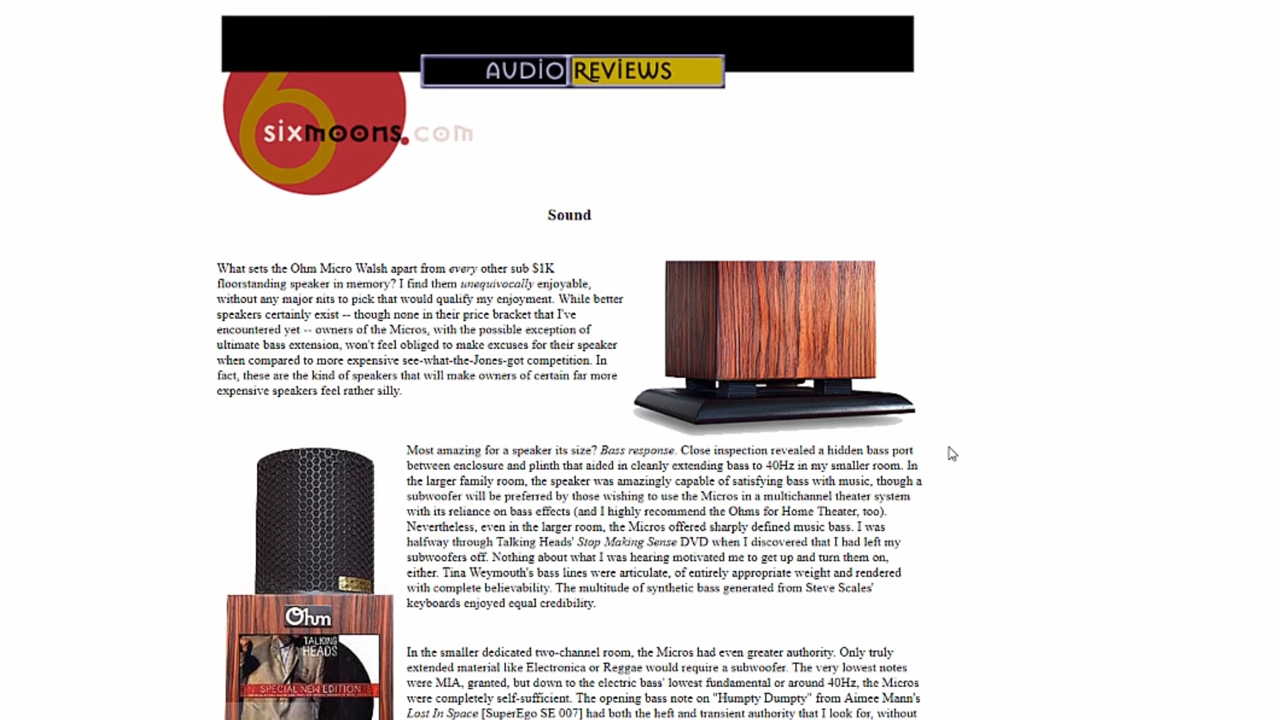 AUDIO REVIEWS
6
sixmoons.com
Sound
What sets the Ohm Micro Walsh apart from every other sub $1K
floorstanding speaker in memory? I find them unequivocally enjoyable,
without any major nits to pick that would qualify my enjoyment. While better
speakers certainly exist -- though none in their price bracket that I've
encountered yet -- owners of the Micros, with the possible exception of
ultimate bass extension, won't feel obliged to make excuses for their speaker
when compared to more expensive see-what-the-Jones-got competition. In
fact, these are the kind of speakers that will make owners of certain far more
expensive speakers feel rather silly.
Most amazing for a speaker its size? Bass response. Close inspection revealed a hidden bass port
between enclosure and plinth that aided in cleanly extending bass to 40Hz in my smaller room. In
the larger family room, the speaker was amazingly capable of satisfying bass with music, though a
subwoofer will be preferred by those wishing to use the Micros in a multichannel theater system
with its reliance on bass effects (and I highly recommend the Ohms for Home Theater, too).
Nevertheless, even in the larger room, the Micros offered sharply defined music bass. I was
halfway through Talking Heads' Stop Making Sense DVD when I discovered that I had left my
subwoofers off. Nothing about what I was hearing motivated me to get up and turn them on,
either. Tina Weymouth's bass lines were articulate, of entirely appropriate weight and rendered
with complete believability. The multitude of synthetic bass generated from Steve Scales'
keyboards enjoyed equal credibility.
Ohm
TALKING
HEADS
SPECIAL NEW EDITION
In the smaller dedicated two-channel room, the Micros had even greater authority. Only truly
extended material like Electronica or Reggae would require a subwoofer. The very lowest notes
were MIA, granted, but down to the electric bass' lowest fundamental or around 40Hz, the Micros
were completely self-sufficient. The opening bass note on "Humpty Dumpty" from Aimee Mann's
Lost In Space [SuperEgo SE 007] had both the heft and transient authority that I look for, without